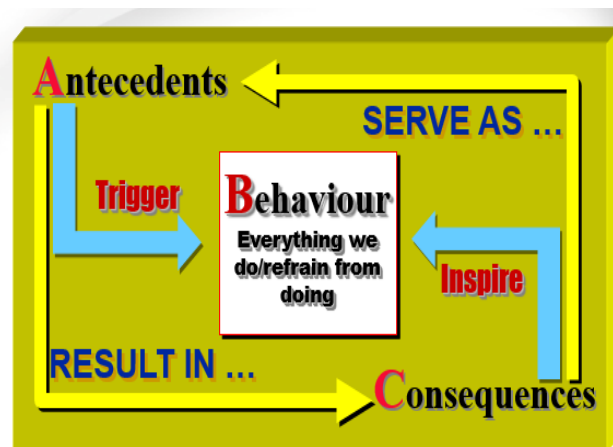 Antecedents
SERVE AS ...
Trigger
Behaviour
Everything we
do/refrain from
doing
Inspire
RESULT IN ...
Consequences